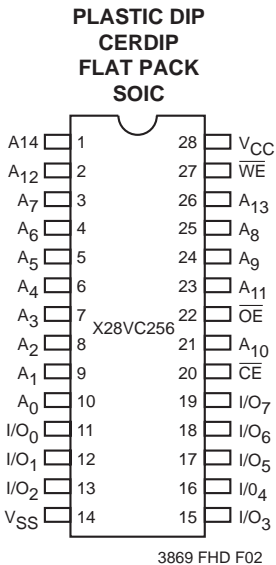 PLASTIC DIP
CERDIP
FLAT PACK
SOIC
A14 1 28 VCC
A12 2 27 WE
A7 3 26 A13
A6 4 25 A8
A5 5 24 A9
A4 6 23 A11
A3 7 22 OE
X28VC256
A2 8 21 A10
A1 9 20 CE
A0 10 19 I/O7
I/O0 11 18 I/O6
I/O1 12 17 I/O5
I/O2 13 16 I/04
VSS 14 15 I/O3
3869 FHD F02